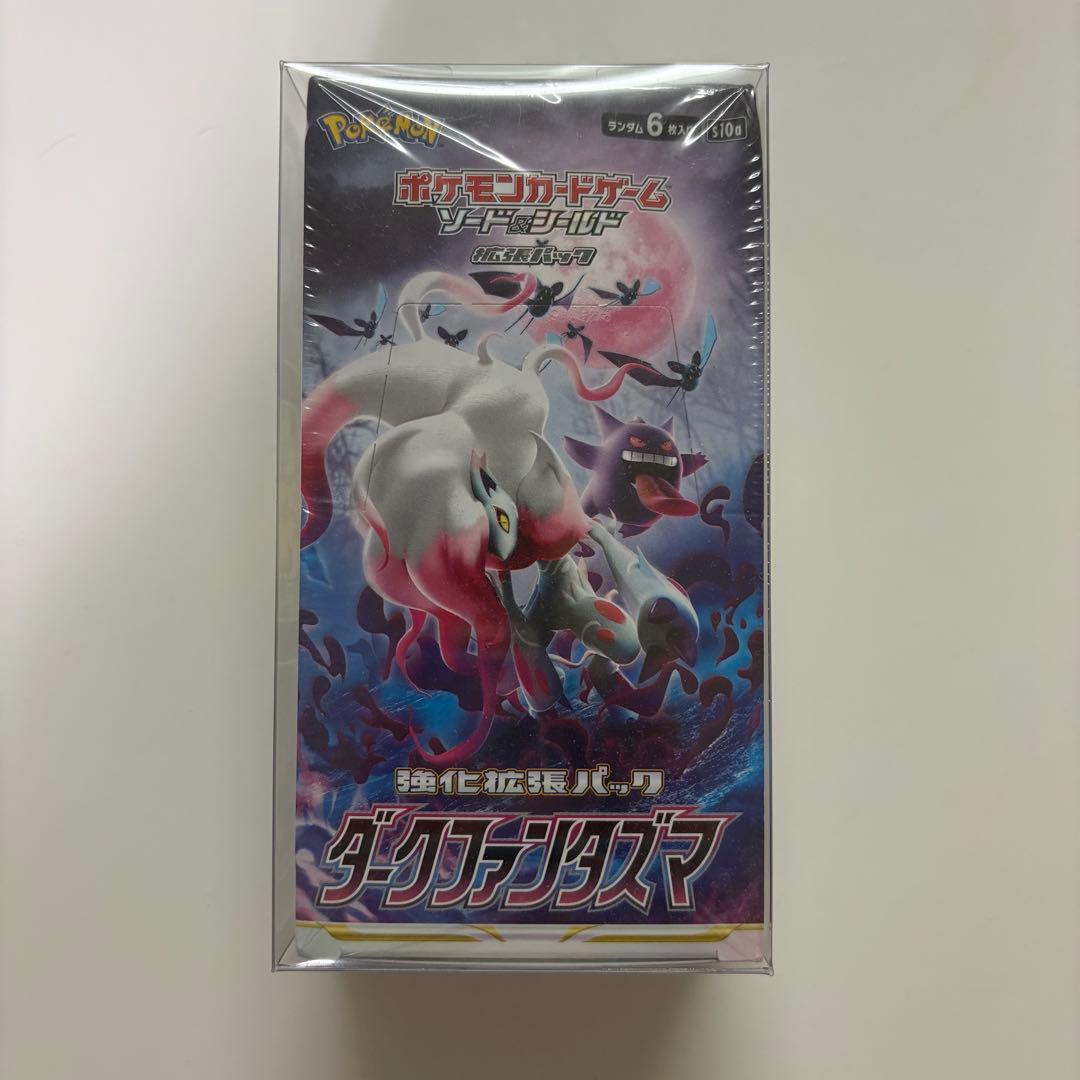 Pokémon
ランダム6枚入り s10a
ポケモンカードゲーム
ソード&シールド
拡張パック
強化拡張パック
ダークファンタズマ